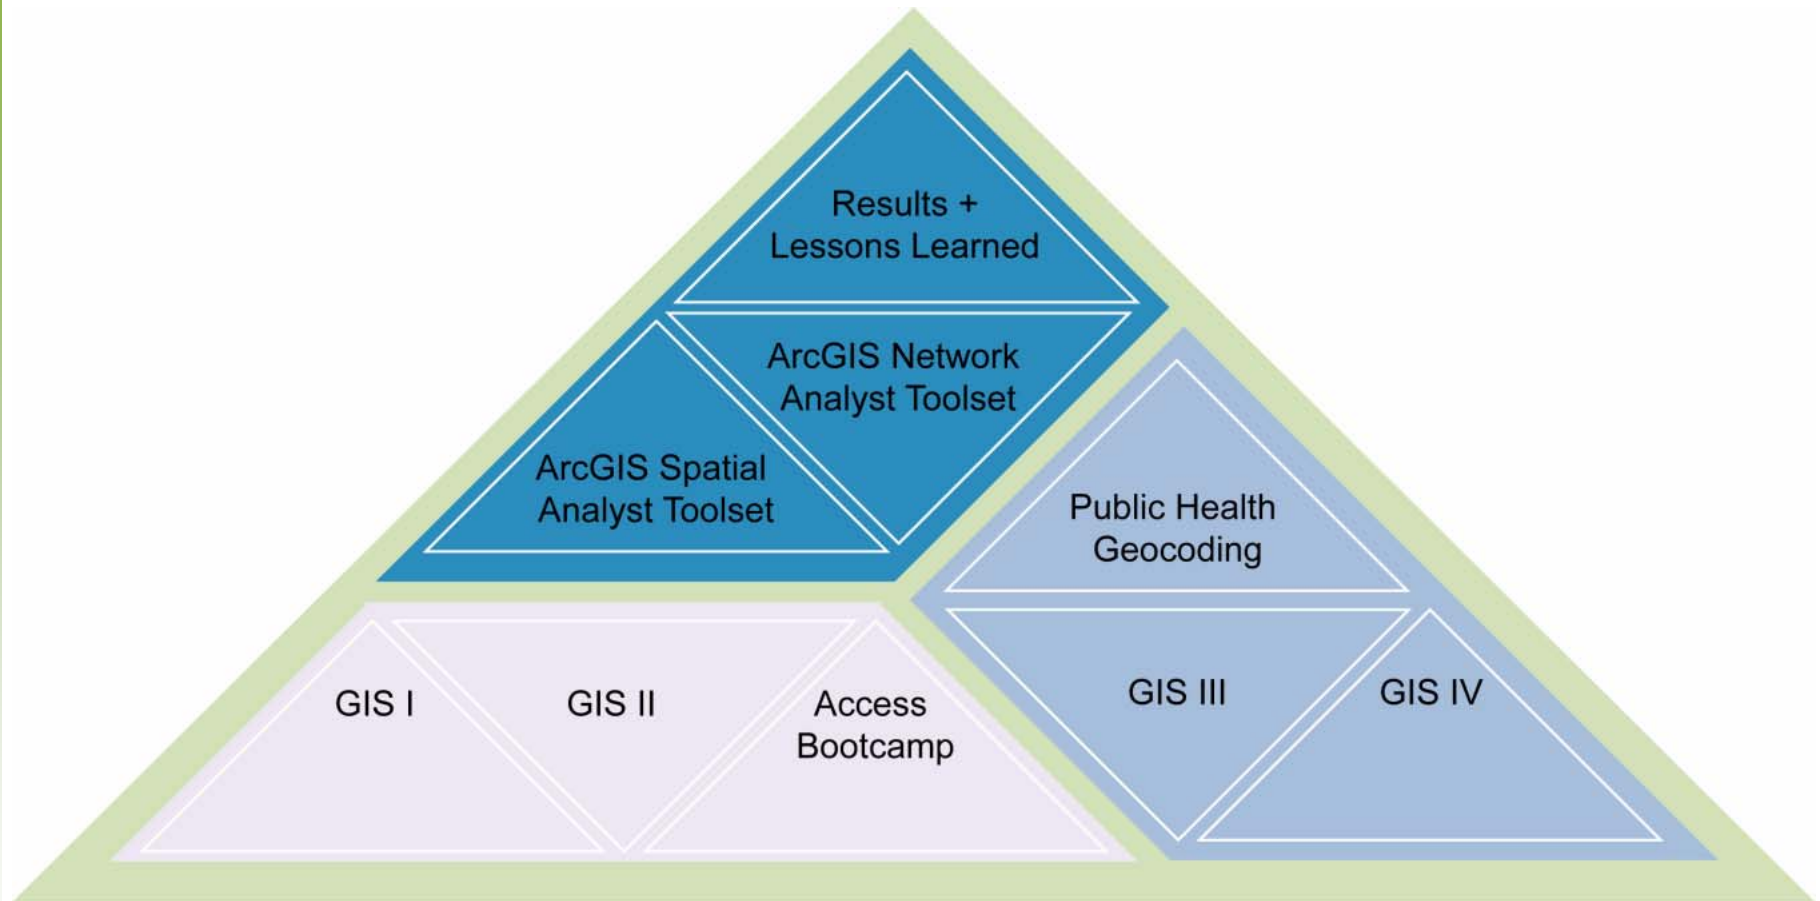 Results +
Lessons Learned
ArcGIS Network
Analyst Toolset
ArcGIS Spatial
Analyst Toolset
Public Health
Geocoding
GIS I
GIS II
Access
Bootcamp
GIS III
GIS IV